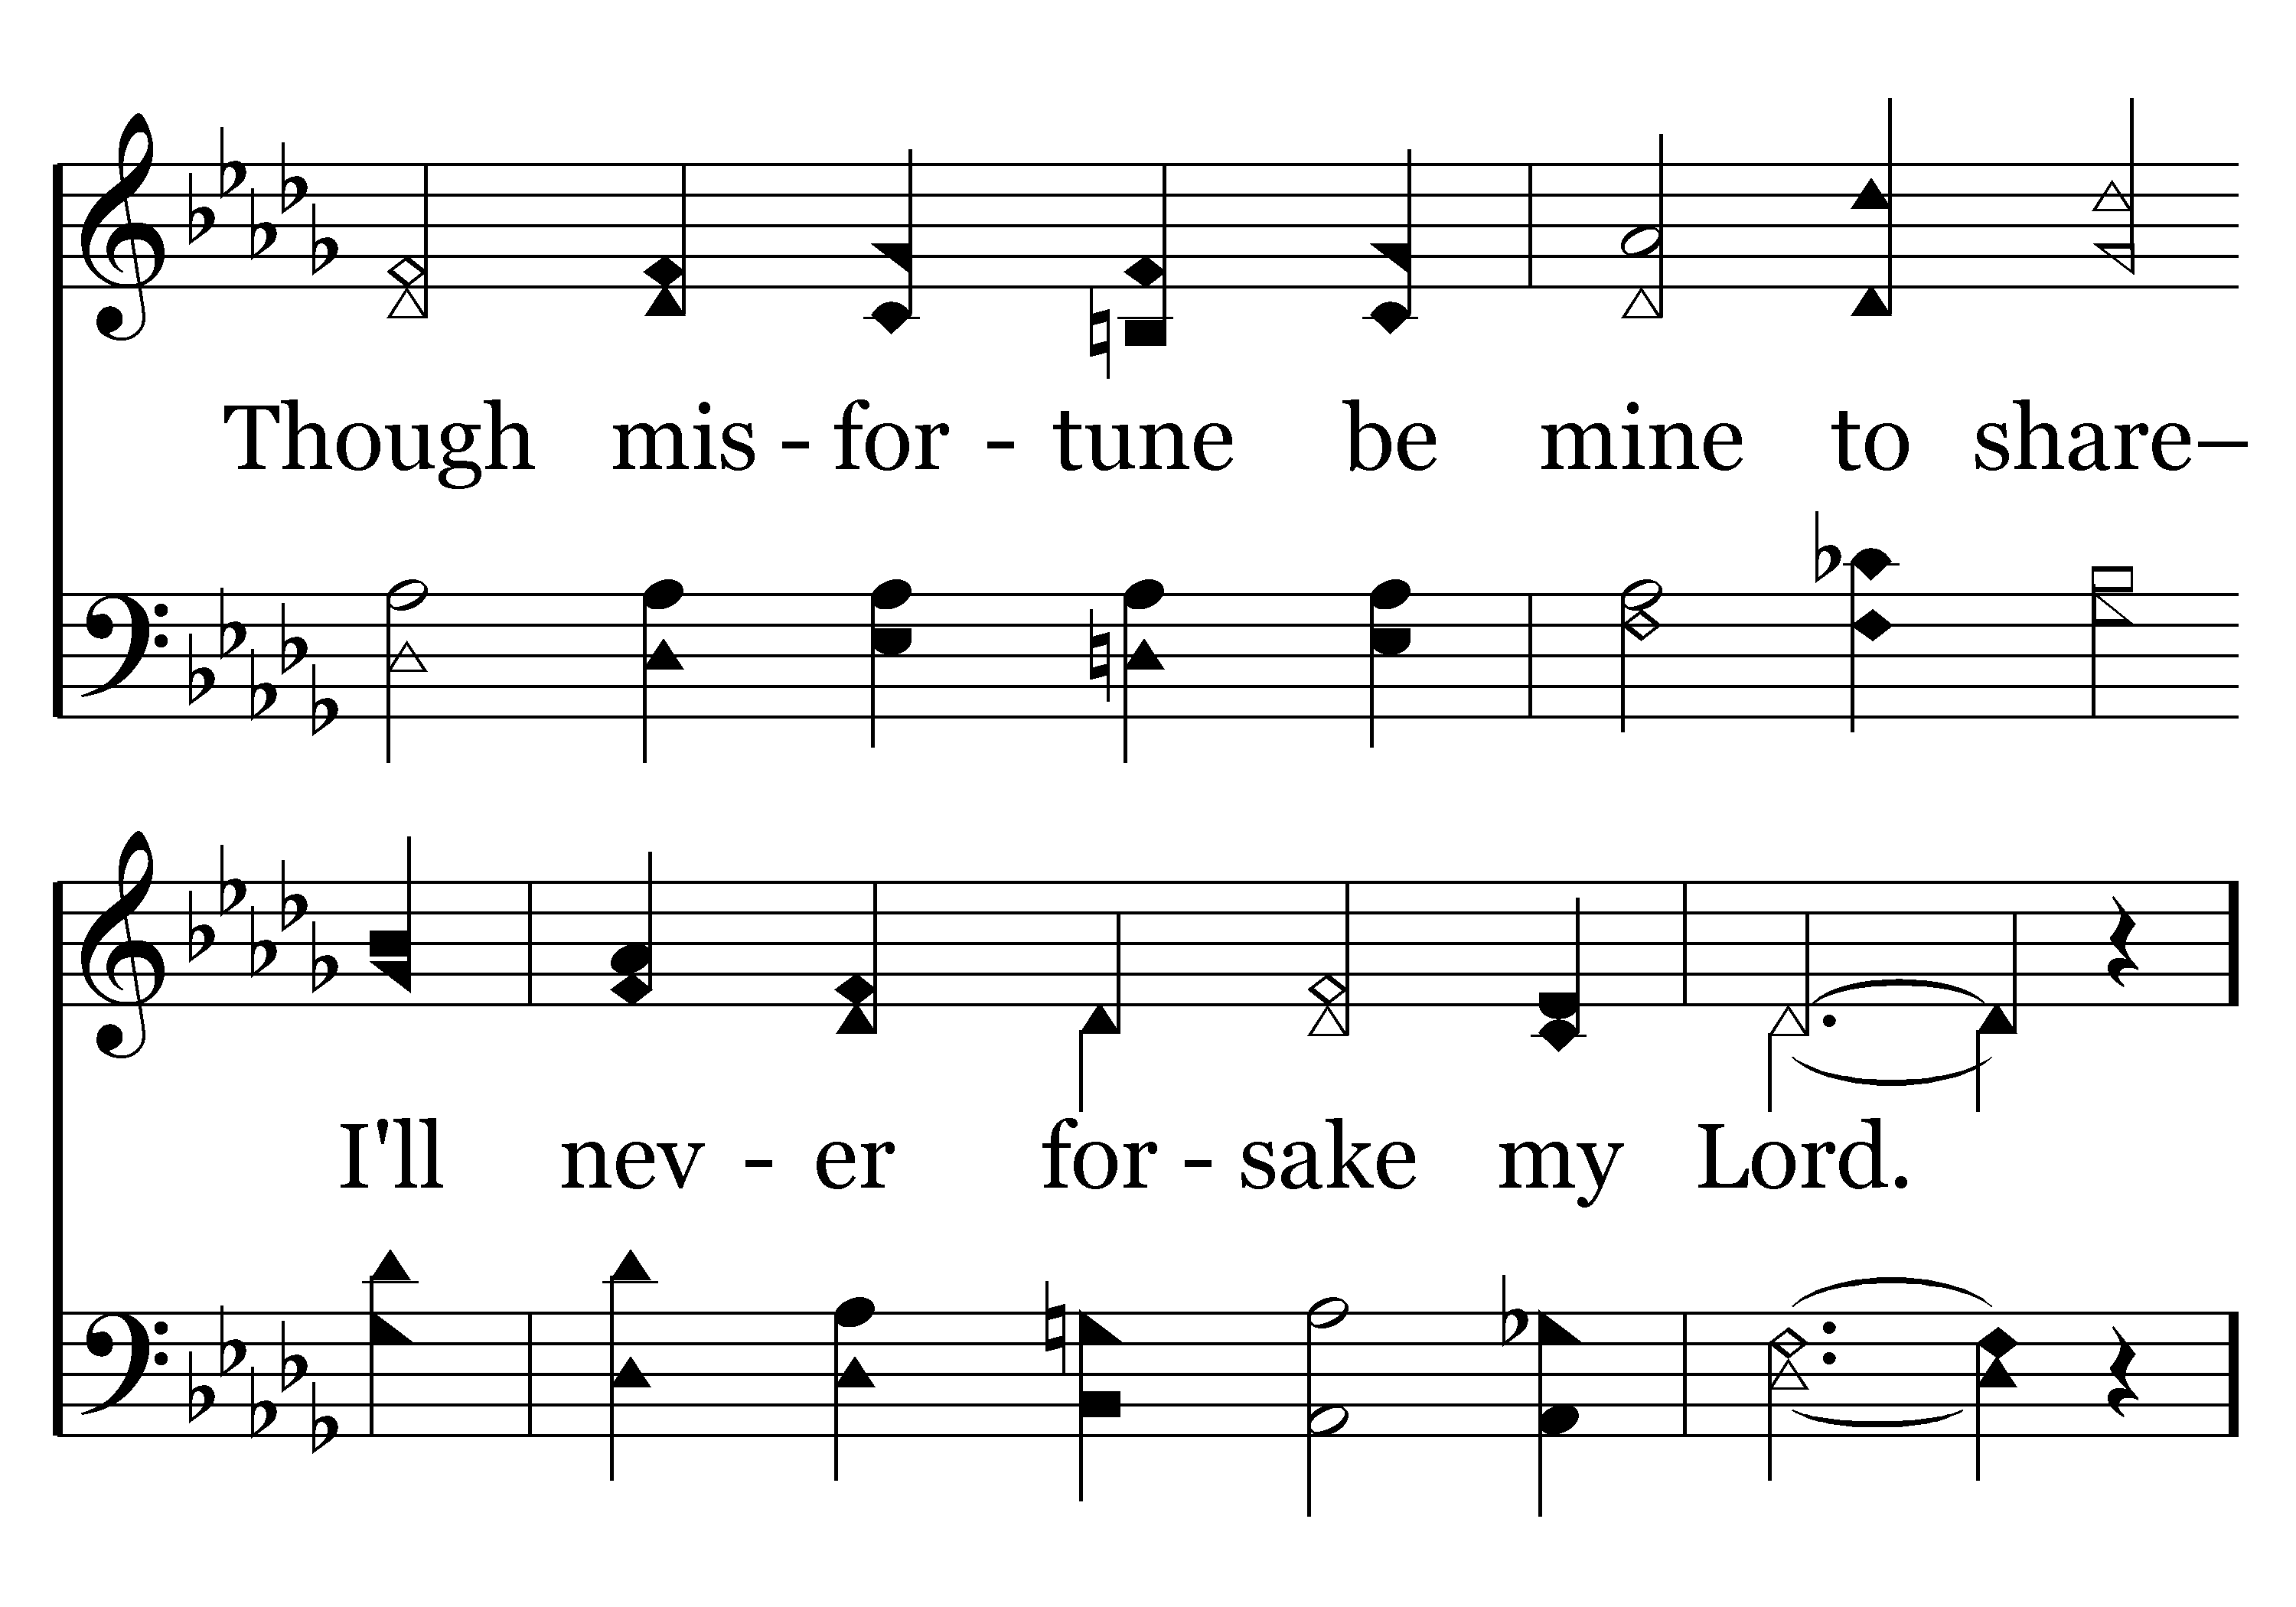 Though mis - for - tune be mine to share–
I'll nev - er for - sake my Lord.